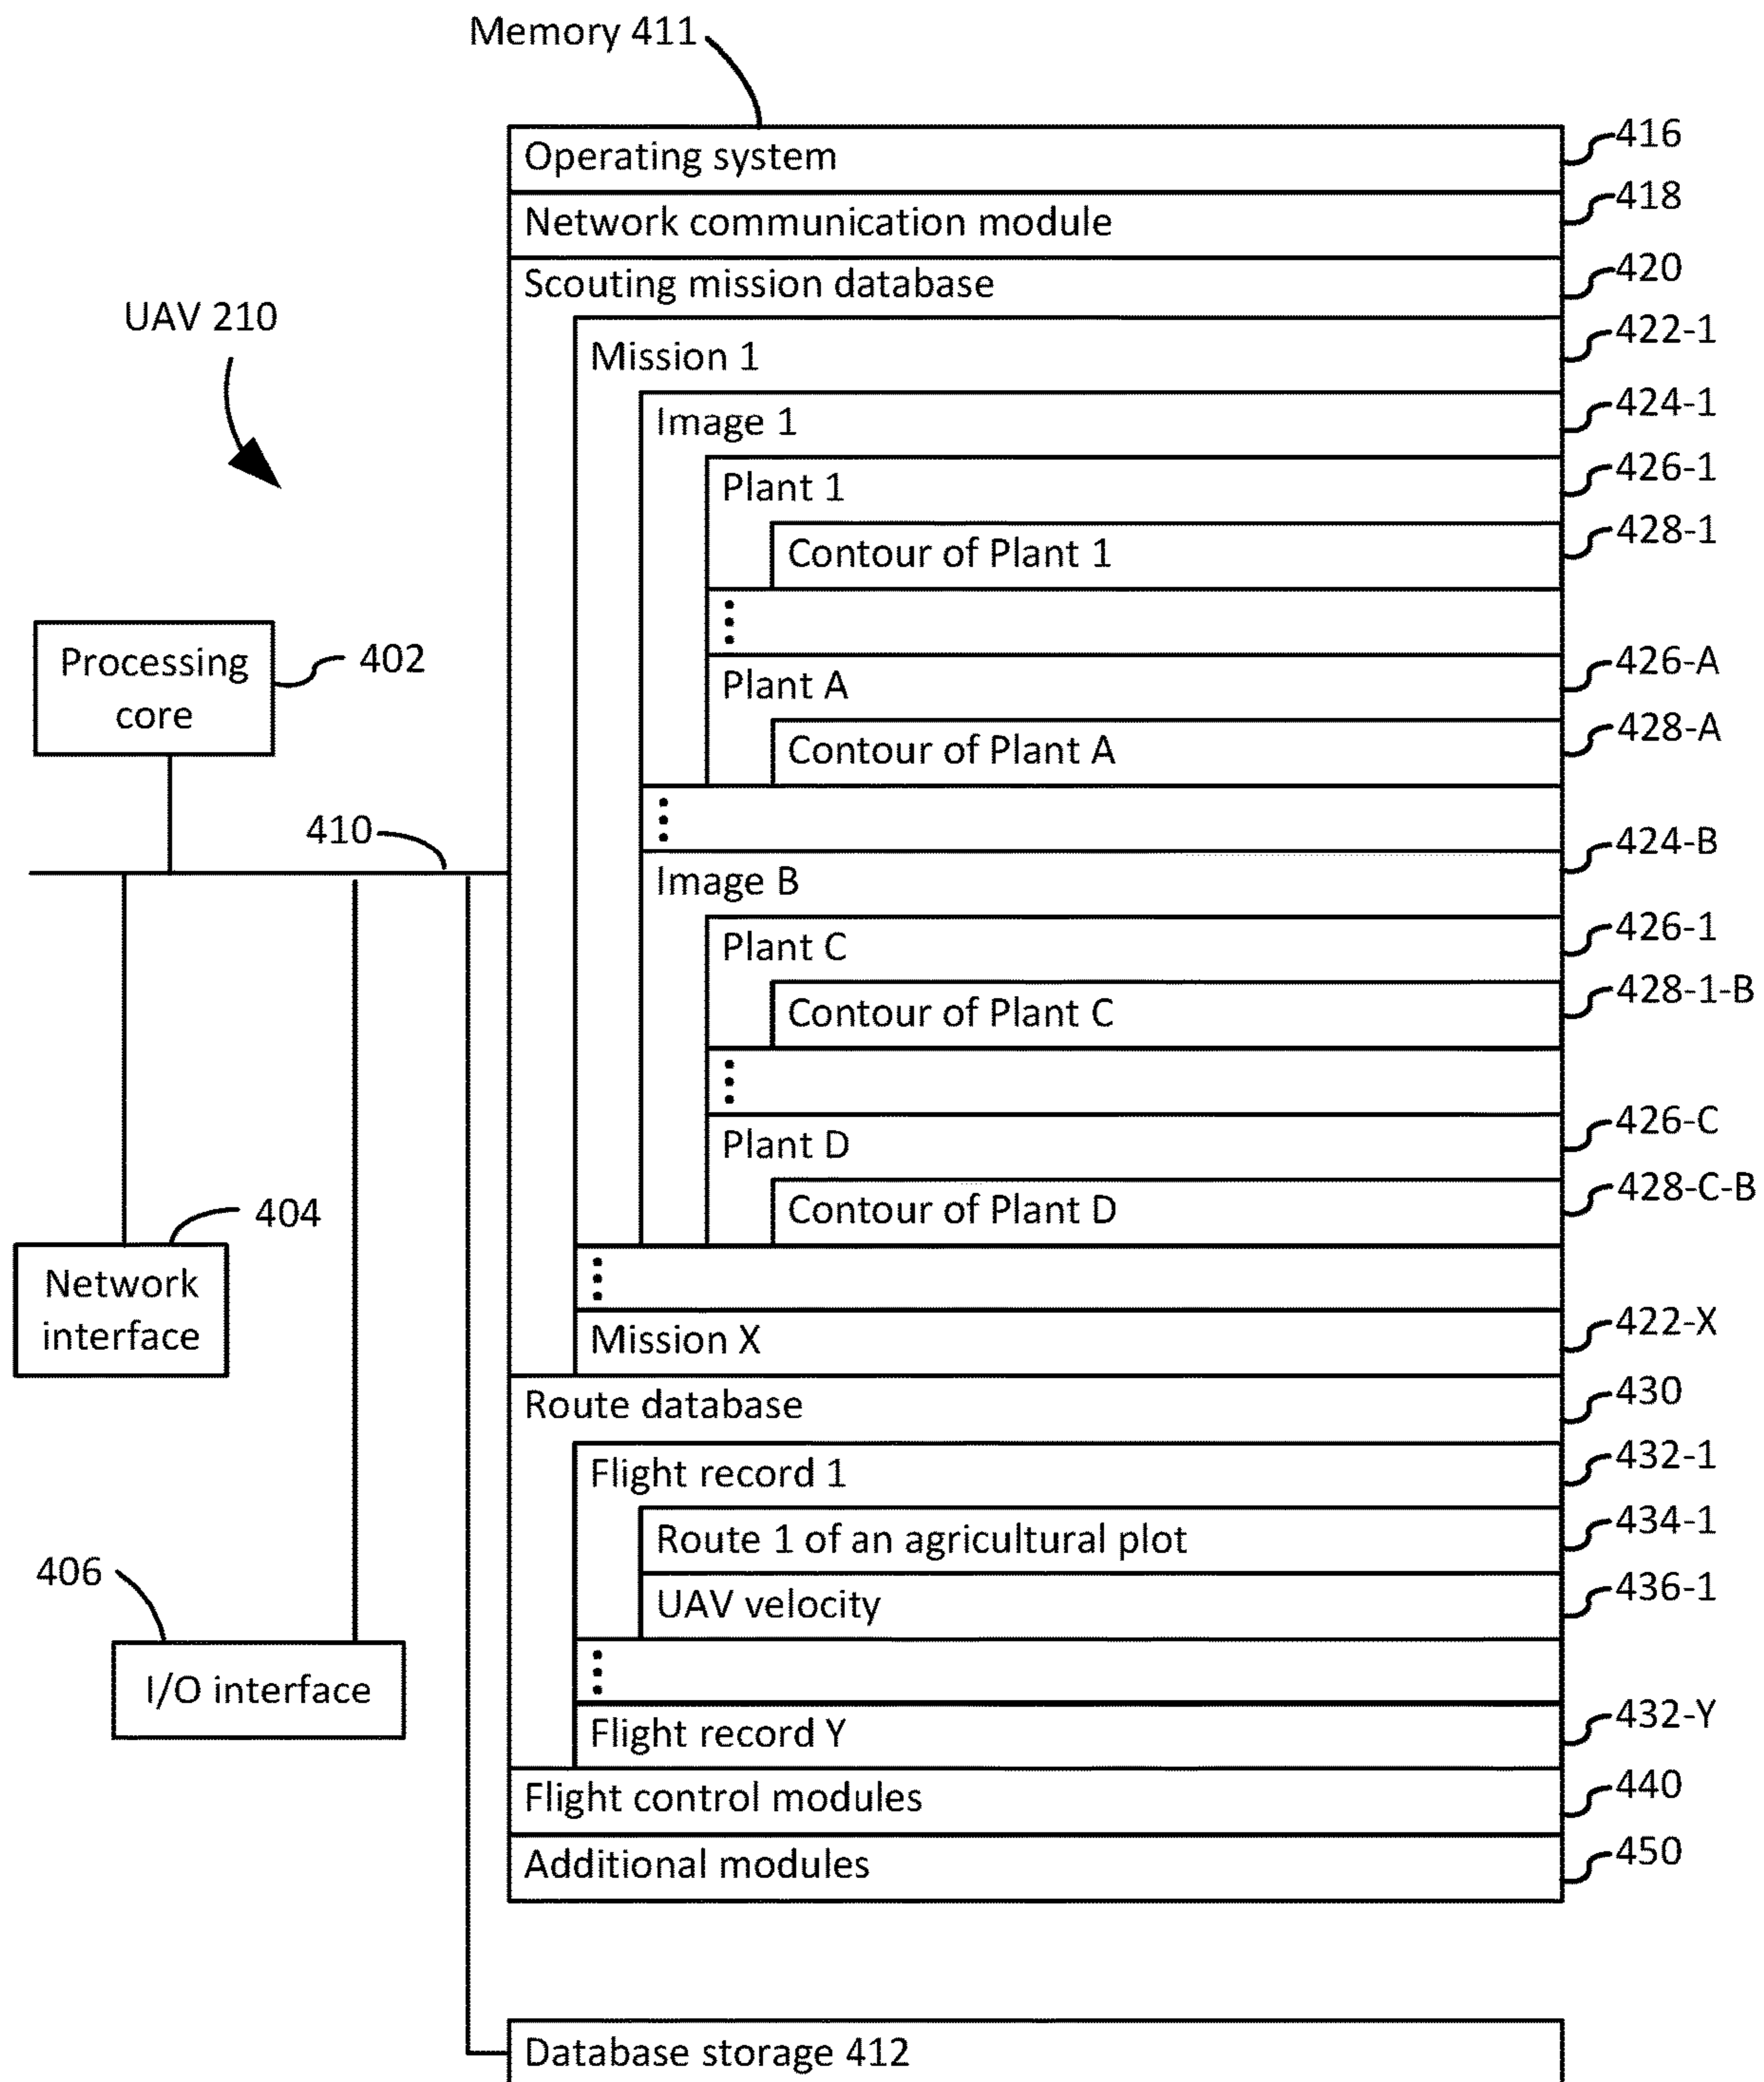 Memory 411
Operating system
416
Network communication module
418
Scouting mission database
420
UAV 210
Mission 1
422-1
Image 1
424-1
Plant 1
426-1
Contour of Plant 1
428-1
Processing
core
402
Plant A
426-A
Contour of Plant A
428-A
410
424-B
Image B
Plant C
426-1
Contour of Plant C
428-1-B
Plant D
426-C
Contour of Plant D
428-C-B
404
Network
interface
Mission X
422-X
Route database
430
Flight record 1
432-1
Route 1 of an agricultural plot
434-1
406
UAV velocity
436-1
I/O interface
Flight record Y
432-Y
Flight control modules
440
Additional modules
450
Database storage 412